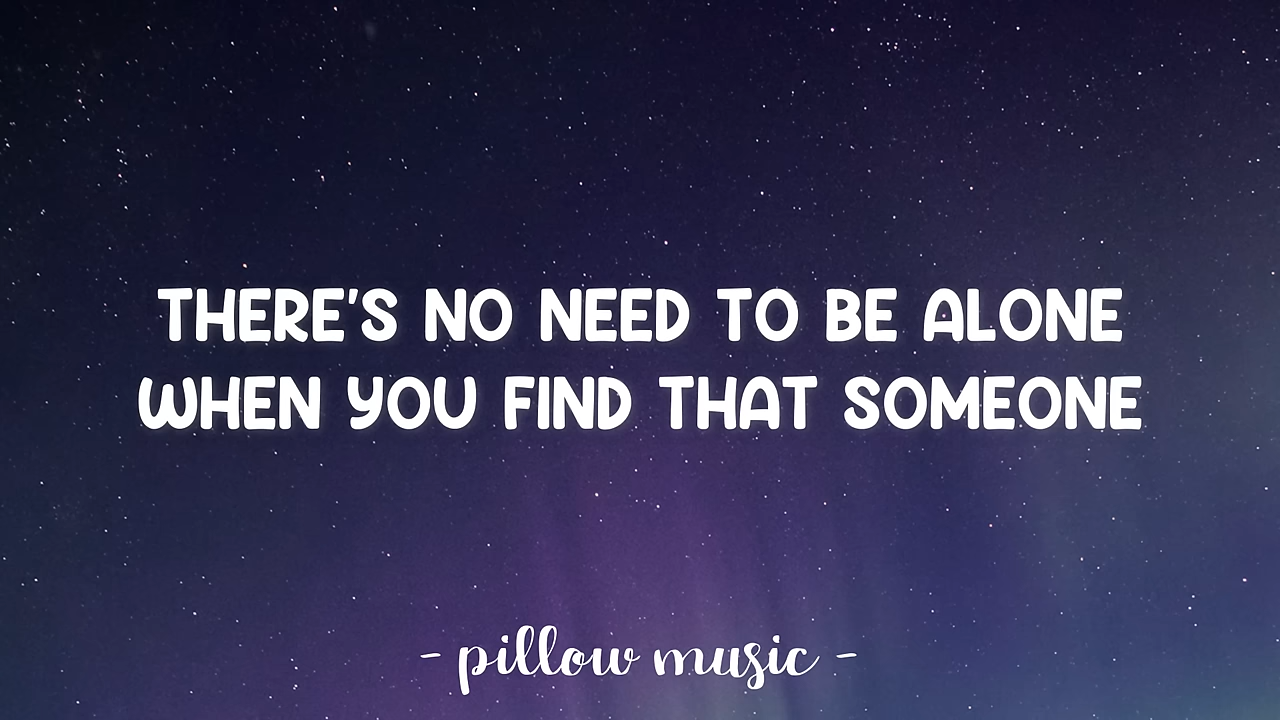 THERE'S NO NEED TO BE ALONE
WHEN YOU FIND THAT SOMEONE
- pillow music -